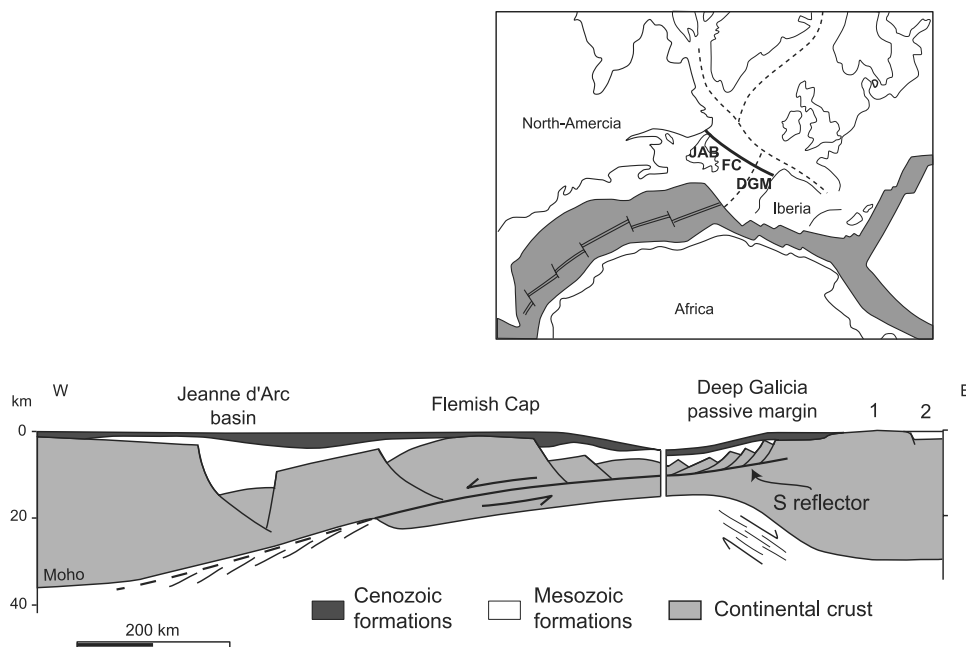 North-Amercia
JAB
FC
DGM
Iberia
Africa
W
E
km
Jeanne d'Arc
basin
Flemish Cap
Deep Galicia
passive margin
1
2
0
20
40
S reflector
Moho
Cenozoic
formations
Mesozoic
formations
Continental crust
200 km